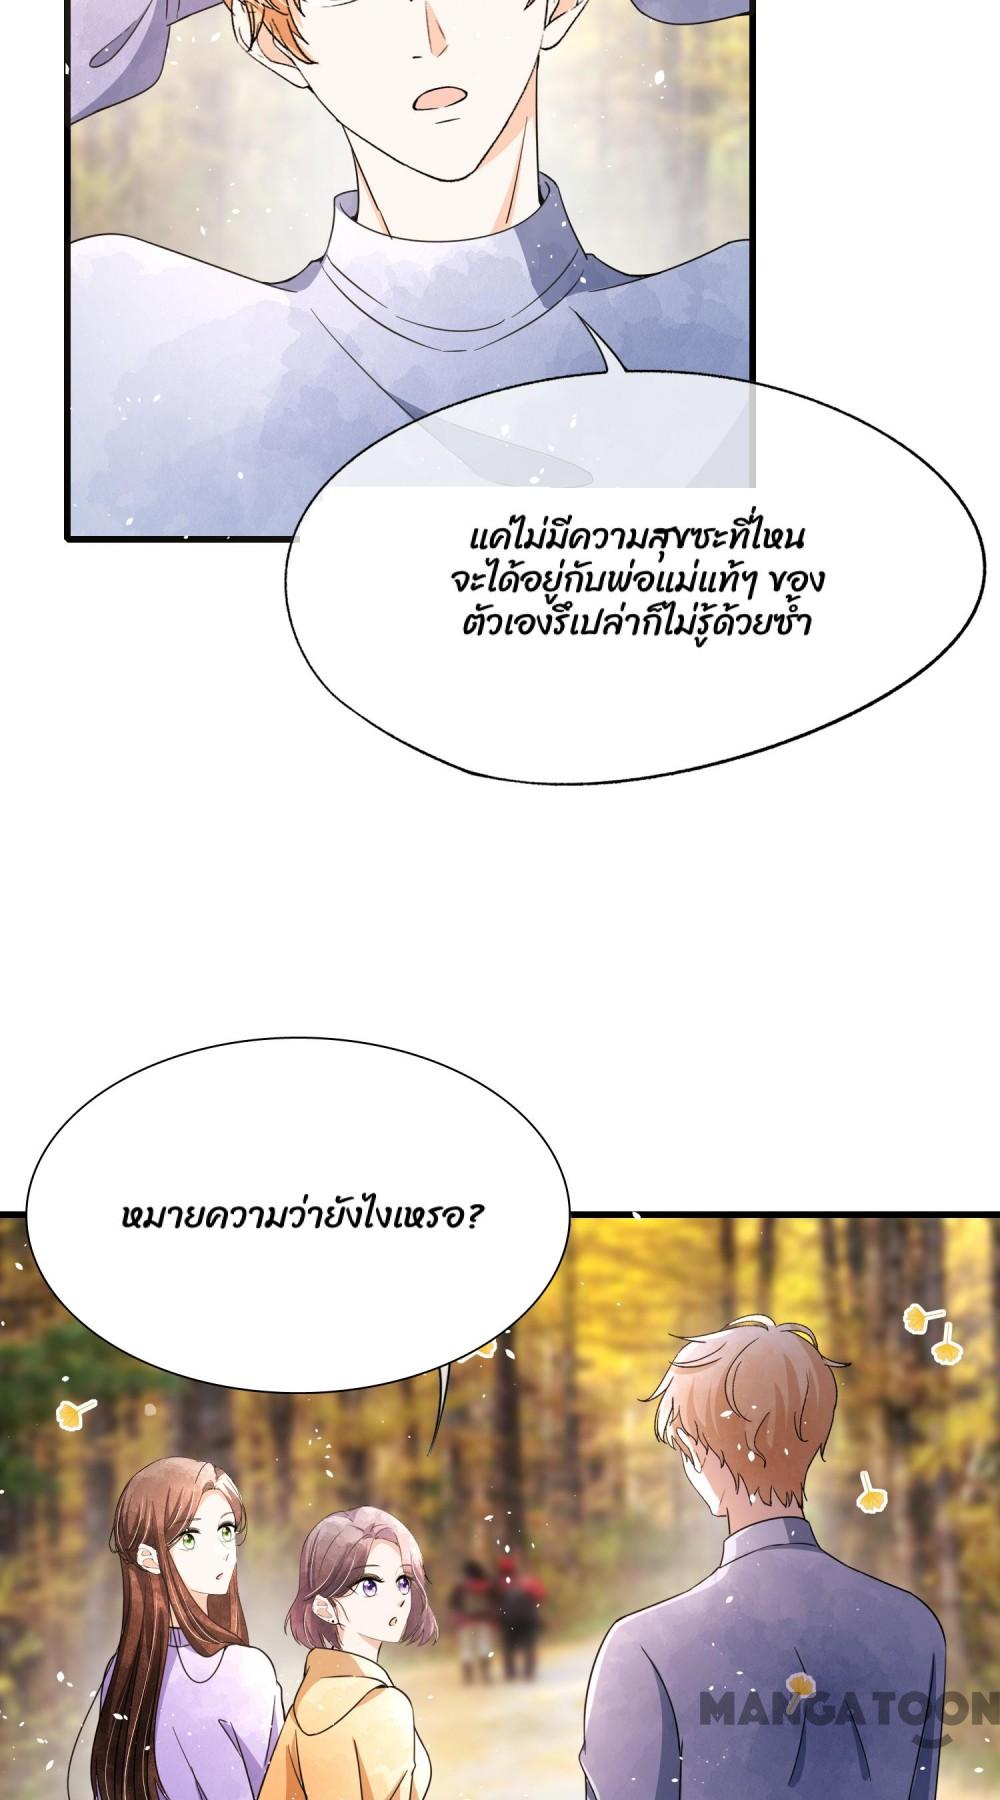 แค่ไม่มีความสุขซะที่ไหน
จะได้อยู่กับพ่อแม่แท้ๆ ของ
ตัวเองรึเปล่าก็ไม่รู้ด้วยซ้ำ
หมายความว่ายังไงเหรอ?
MANGATOON